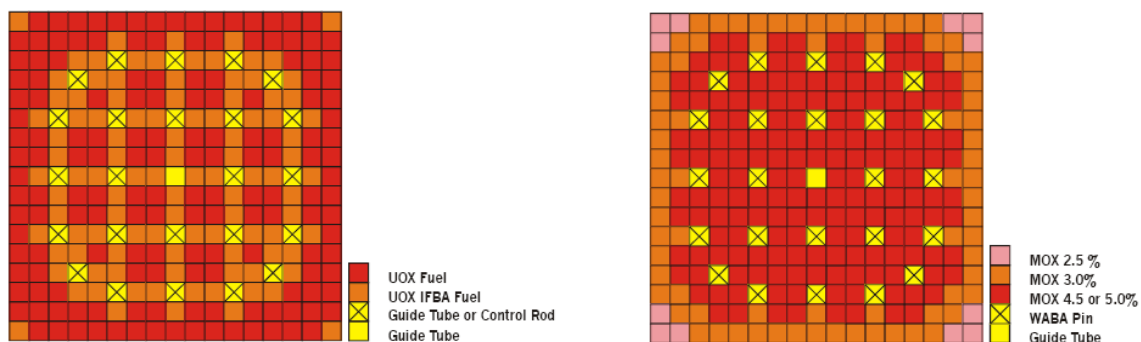 UOX Fuel
UOX IFBA Fuel
Guide Tube or Control Rod
Guide Tube
MOX 2.5 %
MOX 3.0%
MOX 4.5 or 5.0%
WABA Pin
Guide Tube